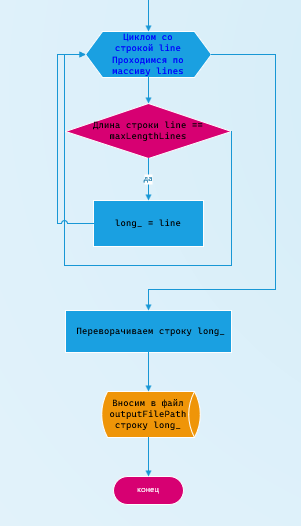 Циклом со
строкой line
Проходимся по
массиву lines
Длина строки line ==
maxLengthLines
да
long_ = line
Переворачиваем строку long_
Вносим в файл
outputFilePath
строку long_
конец